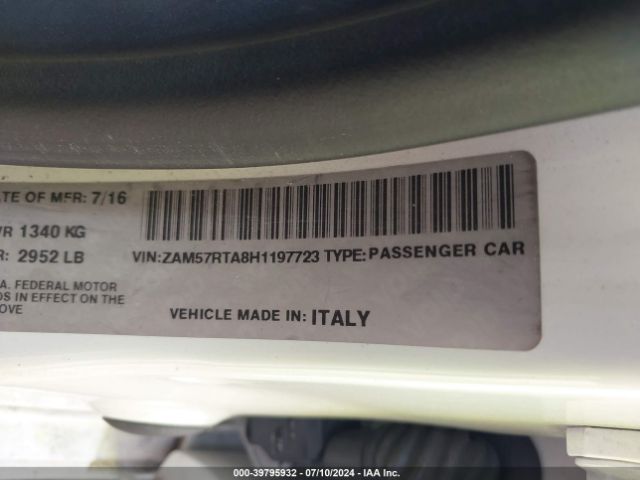 ATE OF MFR: 7/16
WR 1340 KG
R: 2952 LB
VIN:ZAM57RTA8H1197723 TYPE:PASSENGER CAR
A. FEDERAL MOTOR
DS IN EFFECT ON THE
OVE
VEHICLE MADE IN: ITALY
000-39795932 - 07/10/2024 - IAA Inc.